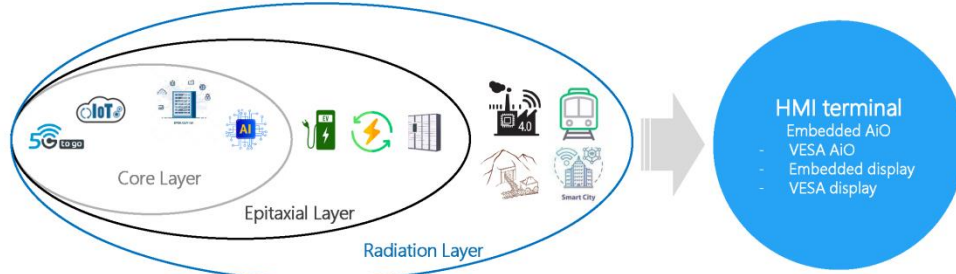 5G to go
IoT
AI
EV
4.0
Smart City
Core Layer
Epitaxial Layer
Radiation Layer
HMI terminal
Embedded AiO
- VESA AiO
- Embedded display
- VESA display